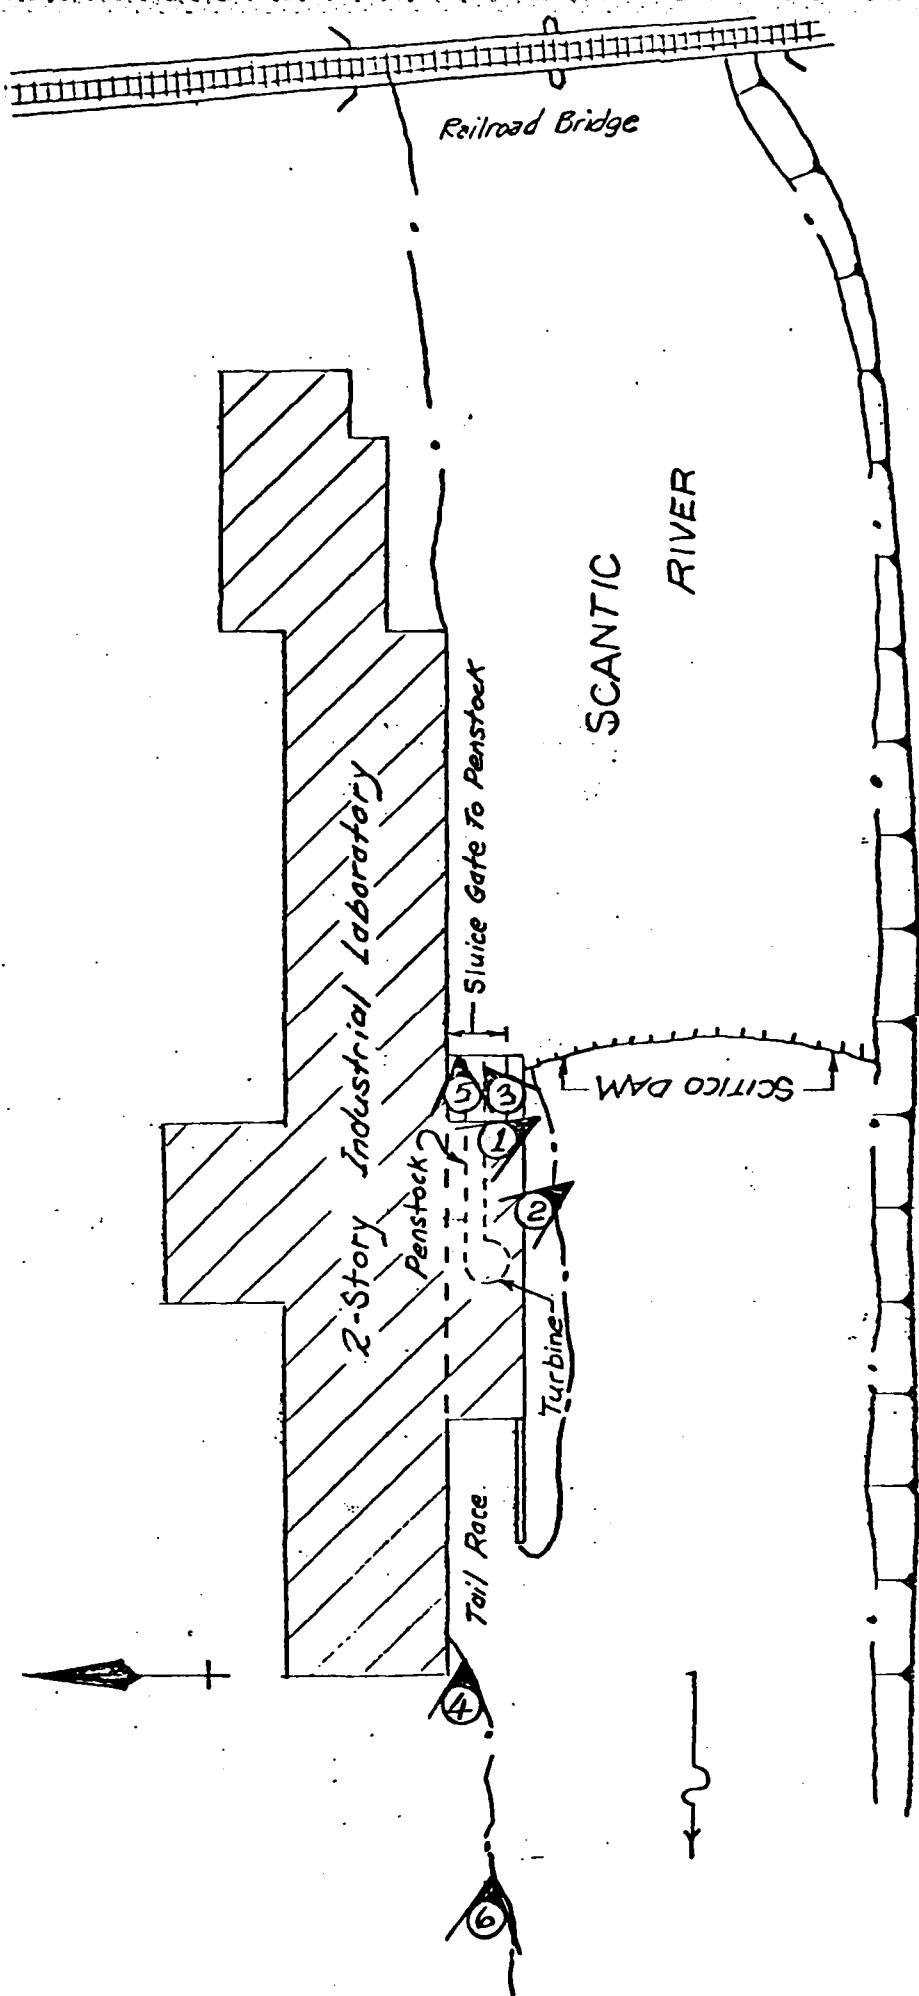 Railroad Bridge
SCANTIC
RIVER
Sluice Gate To Penstock
2-Story Industrial Laboratory
SCITICO DAM
Penstock
5
3
1
2
Turbine
Tail Race
4
6